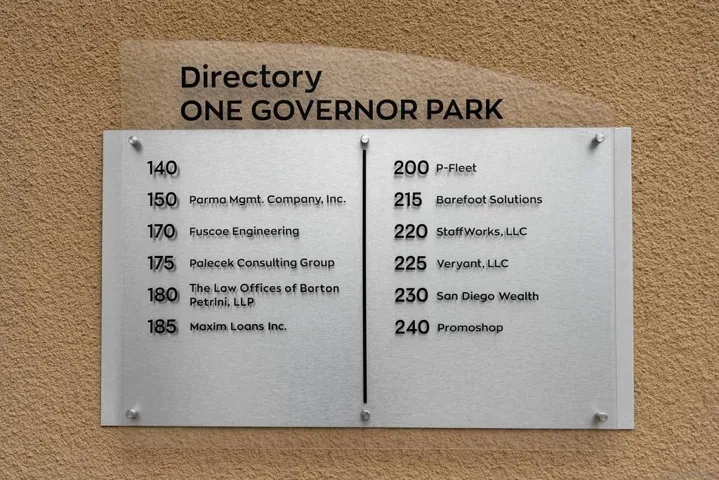 Directory
ONE GOVERNOR PARK
140
150 Parma Mgmt. Company, Inc.
170 Fuscoe Engineering
175 Palecek Consulting Group
180 The Law Offices of Borton
Petrini, LLP
185 Maxim Loans Inc.
200 P-Fleet
215 Barefoot Solutions
220 StaffWorks, LLC
225 Veryant, LLC
230 San Diego Wealth
240 Promoshop